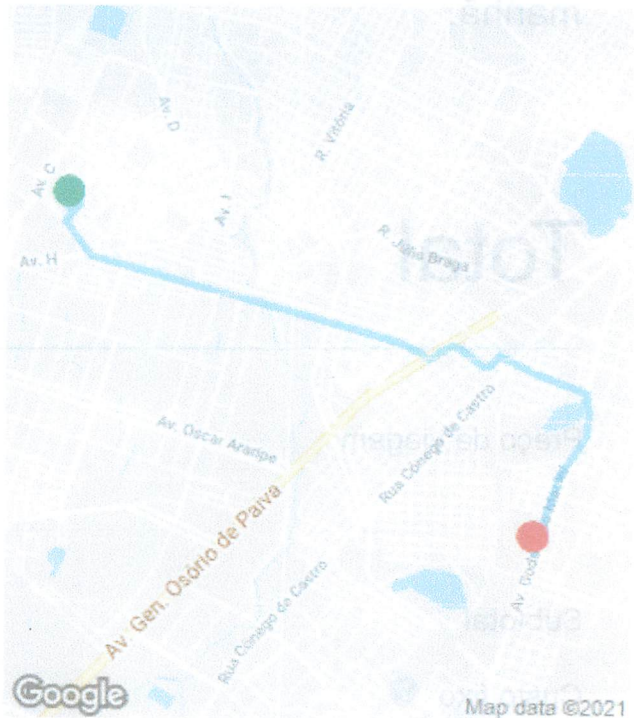 Av. D
R. Vitória
Av. C
Av. I
Av. H
R. Júlio Braga
Av. Oscar Araripe
Rua Cônego de Castro
Av. Gen. Osório de Paiva
Rua Cônego de Castro
Total
Preço da viagem
Subtotal
Google
Map data ©2021